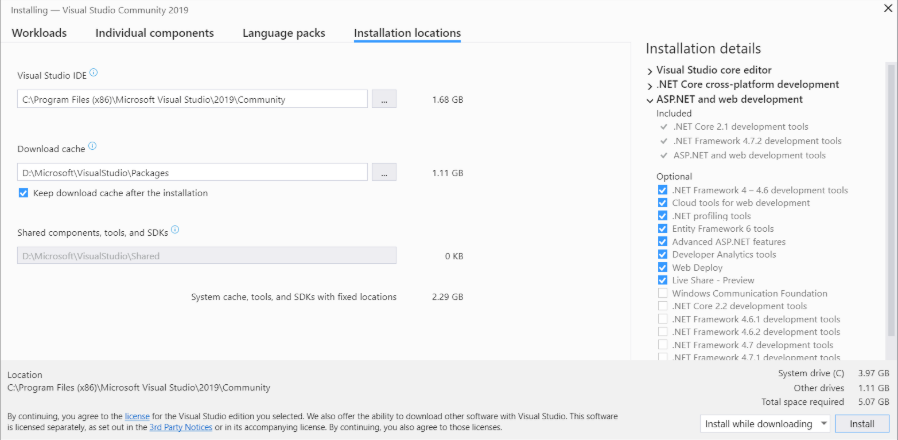 Installing — Visual Studio Community 2019
Workloads Individual components Language packs Installation locations
Visual Studio IDE
C:\Program Files (x86)\Microsoft Visual Studio\2019\Community ... 1.68 GB
Download cache
D:\Microsoft\VisualStudio\Packages ... 1.11 GB
Keep download cache after the installation
Shared components, tools, and SDKs
D:\Microsoft\VisualStudio\Shared 0 KB
System cache, tools, and SDKs with fixed locations 2.29 GB
Installation details
Visual Studio core editor
.NET Core cross-platform development
ASP.NET and web development
Included
.NET Core 2.1 development tools
.NET Framework 4.7.2 development tools
ASP.NET and web development tools
Optional
.NET Framework 4 – 4.6 development tools
Cloud tools for web development
.NET profiling tools
Entity Framework 6 tools
Advanced ASP.NET features
Developer Analytics tools
Web Deploy
Live Share - Preview
Windows Communication Foundation
.NET Core 2.2 development tools
.NET Framework 4.6.1 development tools
.NET Framework 4.6.2 development tools
.NET Framework 4.7 development tools
.NET Framework 4.7.1 development tools
Location
C:\Program Files (x86)\Microsoft Visual Studio\2019\Community
System drive (C) 3.97 GB
Other drives 1.11 GB
Total space required 5.07 GB
By continuing, you agree to the license for the Visual Studio edition you selected. We also offer the ability to download other software with Visual Studio. This software
is licensed separately, as set out in the 3rd Party Notices or in its accompanying license. By continuing, you also agree to those licenses.
Install while downloading Install